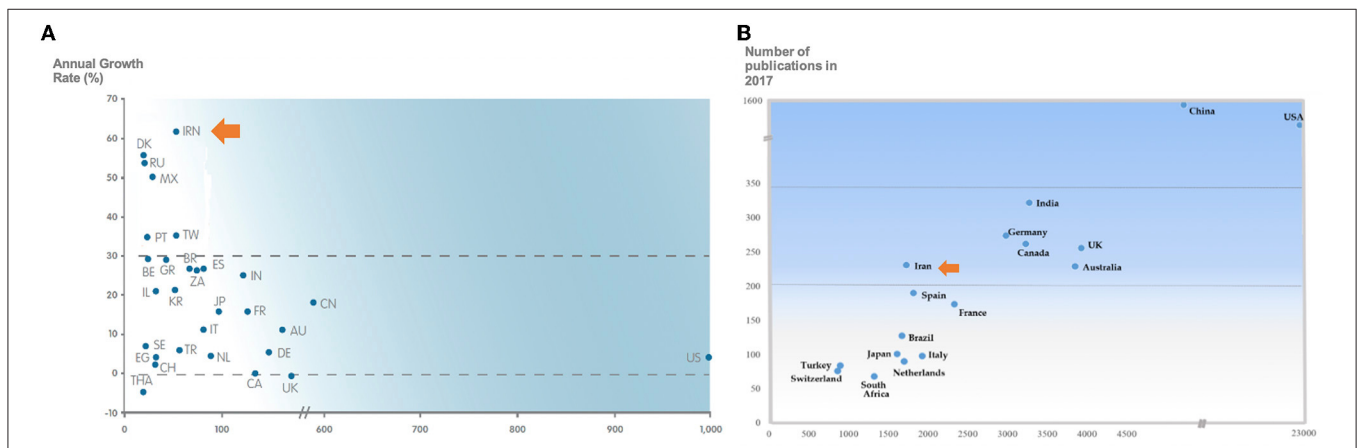 A
Annual Growth
Rate (%)
70
60
50
40
30
20
10
0
-10
IRN
DK
RU
MX
PT
TW
BE
GR
BR
ZA
ES
IN
IL
KR
JP
FR
CN
IT
AU
SE
TR
NL
DE
EG
CH
CA
UK
US
THA
0
100
600
700
800
900
1,000
B
Number of
publications in
2017
1600
350
300
250
200
150
100
50
0
China
USA
India
Germany
Canada
UK
Australia
Iran
Spain
France
Brazil
Japan
Italy
Netherlands
Turkey
Switzerland
South
Africa
0
500
1000
1500
2000
2500
3000
3500
4000
4500
23000